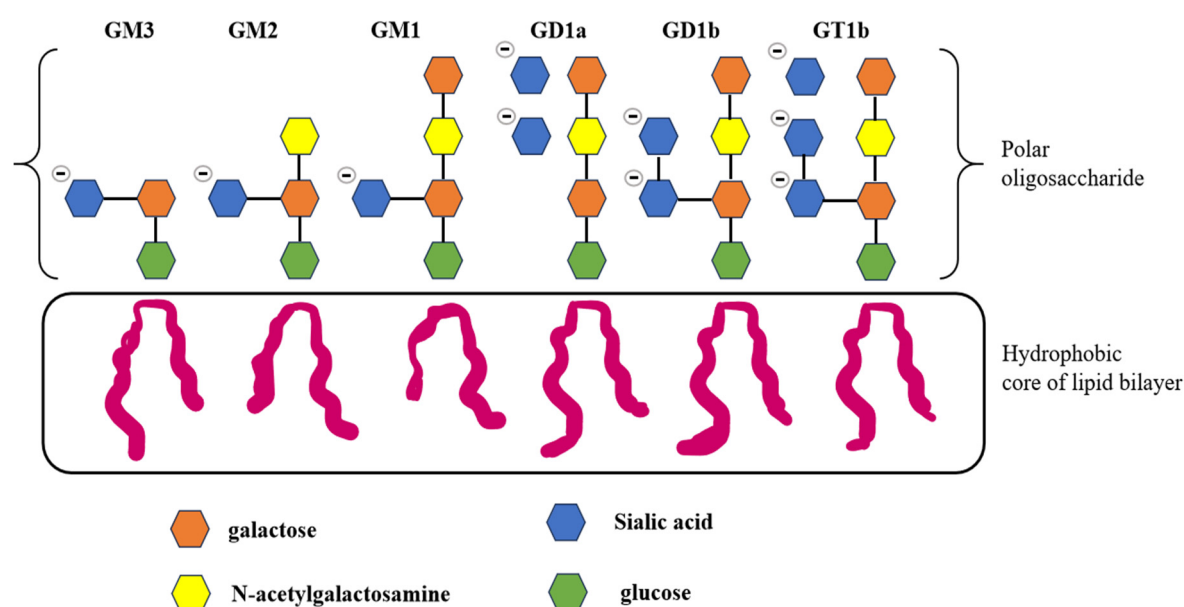 GM3 GM2 GM1 GD1a GD1b GT1b
Polar
oligosaccharide
Hydrophobic
core of lipid bilayer
galactose Sialic acid
N-acetylgalactosamine glucose